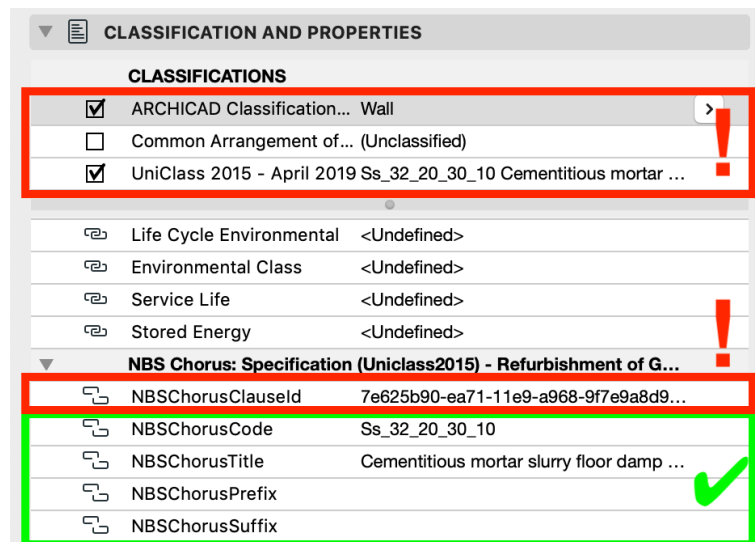 CLASSIFICATION AND PROPERTIES
CLASSIFICATIONS
ARCHICAD Classification... Wall
Common Arrangement of... (Unclassified)
UniClass 2015 - April 2019 Ss_32_20_30_10 Cementitious mortar ...
Life Cycle Environmental <Undefined>
Environmental Class <Undefined>
Service Life <Undefined>
Stored Energy <Undefined>
NBS Chorus: Specification (Uniclass2015) - Refurbishment of G...
NBSChorusClauseId 7e625b90-ea71-11e9-a968-9f7e9a8d9...
NBSChorusCode Ss_32_20_30_10
NBSChorusTitle Cementitious mortar slurry floor damp ...
NBSChorusPrefix
NBSChorusSuffix